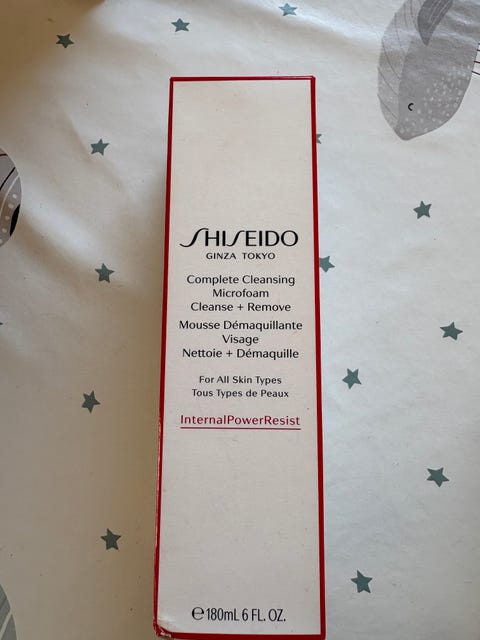 SHISEIDO
GINZA TOKYO
Complete Cleansing
Microfoam
Cleanse + Remove
Mousse Démaquillante
Visage
Nettoie + Démaquille
For All Skin Types
Tous Types de Peaux
InternalPowerResist
℮180mL 6 FL. OZ.